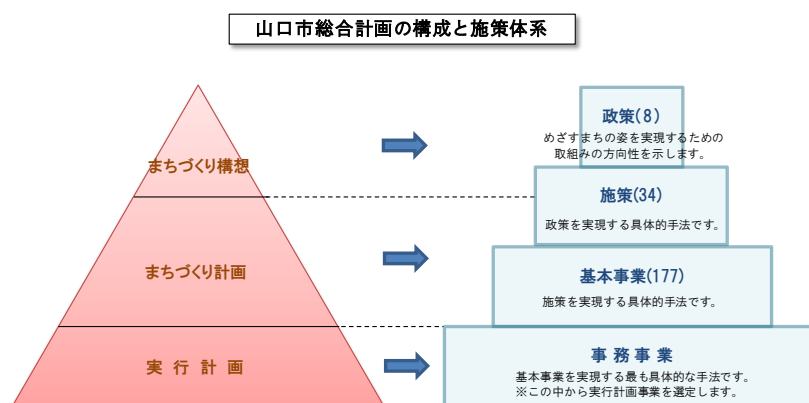 山口市総合計画の構成と施策体系
まちづくり構想
政策(8)
めざすまちの姿を実現するための
取組みの方向性を示します。
施策(34)
政策を実現する具体的手法です。
まちづくり計画
基本事業(177)
施策を実現する具体的手法です。
実行計画
事務事業
基本事業を実現する最も具体的な手法です。
※この中から実行計画事業を選定します。